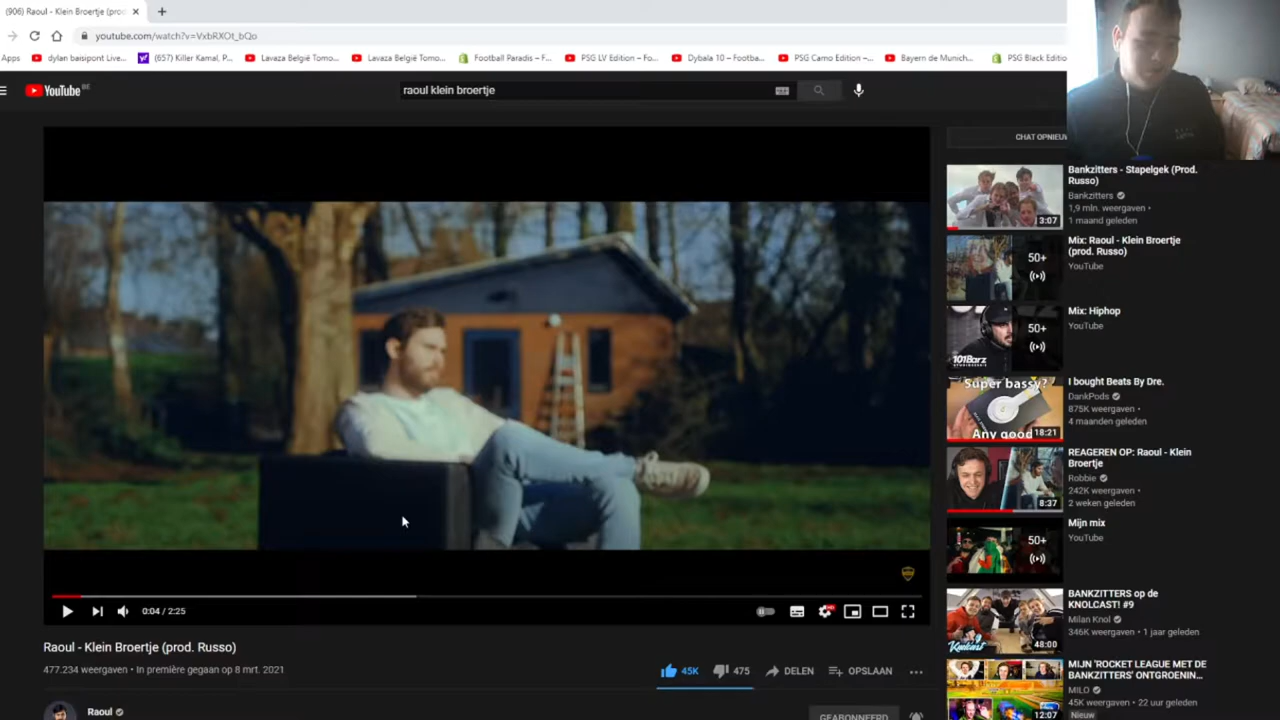 (906) Raoul - Klein Broertje (proc
youtube.com/watch?v=VxbRXOt_bQo
Apps
dylan baisipont Live...
(657) Killer Kamal, P...
Lavaza België Tomo...
Lavaza België Tomo...
Football Paradis – F...
PSG LV Edition – Fo...
Dybala 10 – Footba...
PSG Camo Edition –...
Bayern de Munich...
PSG Black Edition
YouTube BE
raoul klein broertje
CHAT OPNIEUW
Bankzitters - Stapelgek (Prod.
Russo)
Bankzitters
1,9 mln. weergaven •
1 maand geleden
3:07
Mix: Raoul - Klein Broertje
(prod. Russo)
YouTube
50+
Mix: Hiphop
YouTube
50+
101Barz
Super bassy?
Any good
18:21
I bought Beats By Dre.
DankPods
875K weergaven •
4 maanden geleden
REAGEREN OP: Raoul - Klein
Broertje
Robbie
242K weergaven •
2 weken geleden
8:37
Mijn mix
YouTube
50+
BANKZITTERS op de
KNOLCAST! #9
Milan Knol
346K weergaven • 1 jaar geleden
48:00
Knolcast
MIJN 'ROCKET LEAGUE MET DE
BANKZITTERS' ONTGROENIN...
MILO
45K weergaven • 22 uur geleden
Nieuw
12:07
0:04 / 2:25
Raoul - Klein Broertje (prod. Russo)
477.234 weergaven • In première gegaan op 8 mrt. 2021
45K
475
DELEN
OPSLAAN
Raoul
GEABONNEERD